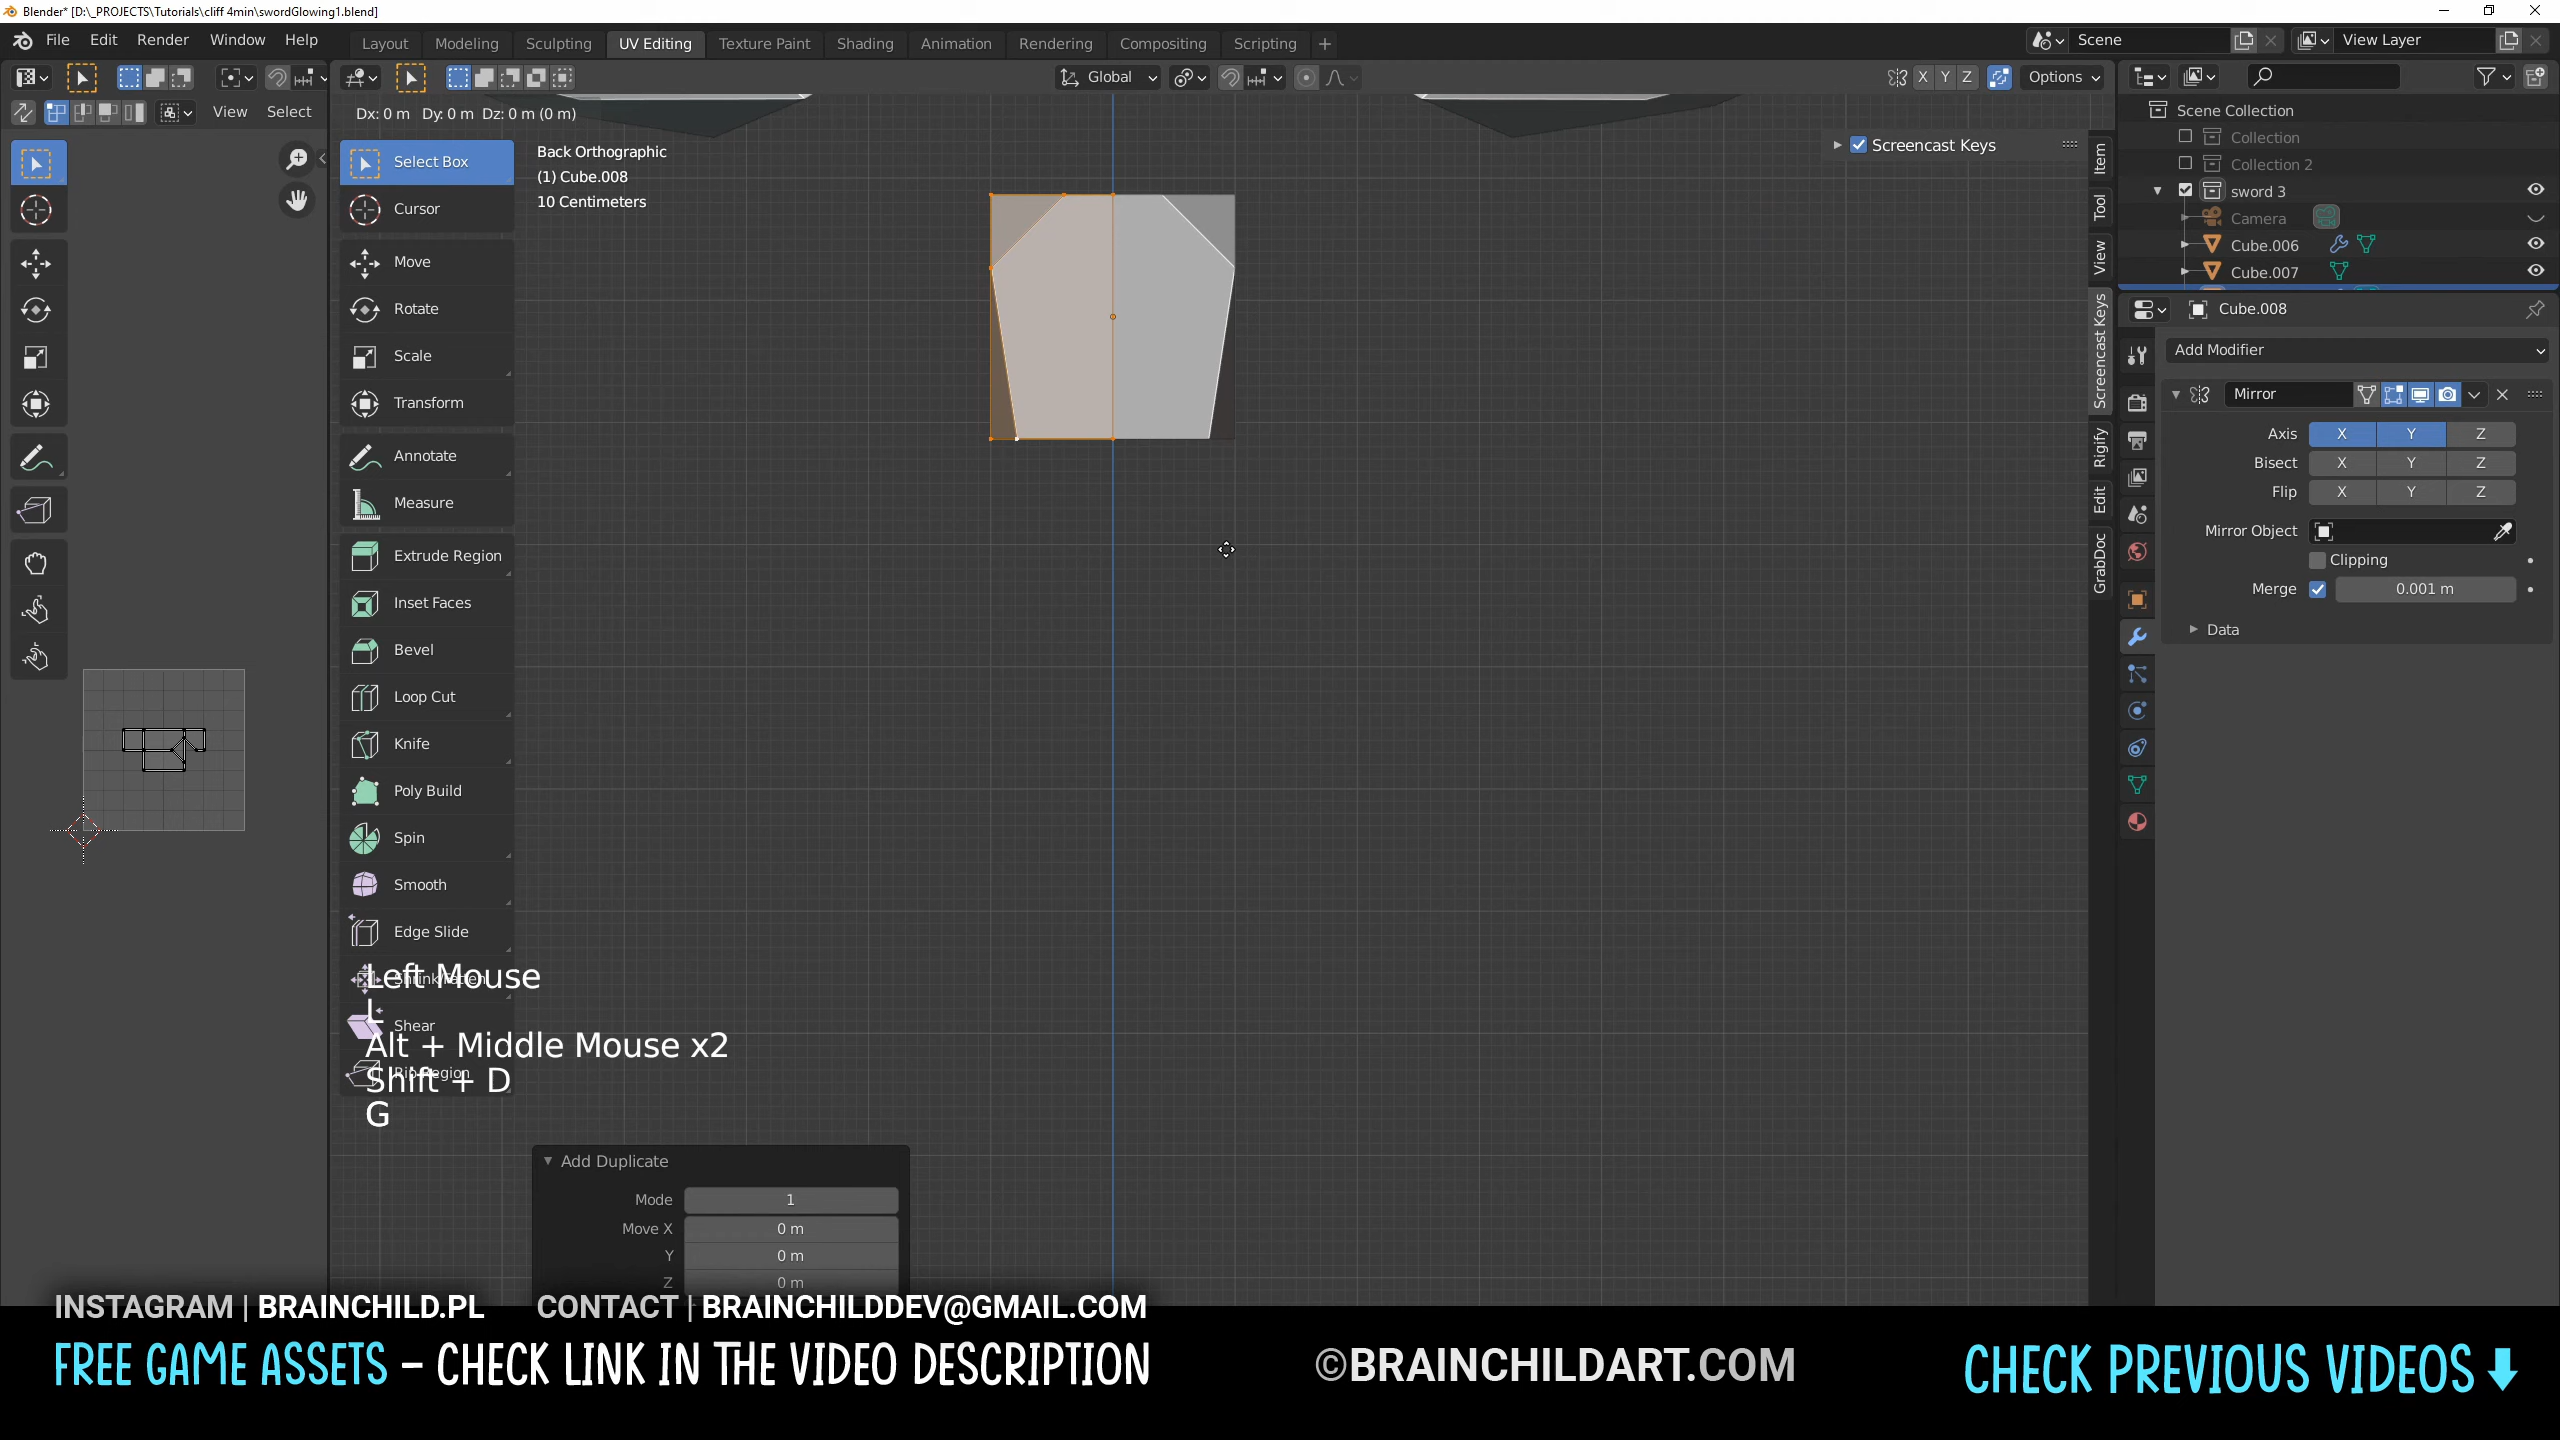 Blender* [D:\_PROJECTS\Tutorials\cliff 4min\swordGlowing1.blend]
File Edit Render Window Help Layout Modeling Sculpting UV Editing Texture Paint Shading Animation Rendering Compositing Scripting + Scene View Layer
Global X Y Z Options
View Select
Dx: 0 m Dy: 0 m Dz: 0 m (0 m)
Back Orthographic
(1) Cube.008
10 Centimeters
Screencast Keys
Select Box
Cursor
Move
Rotate
Scale
Transform
Annotate
Measure
Extrude Region
Inset Faces
Bevel
Loop Cut
Knife
Poly Build
Spin
Smooth
Edge Slide
Shear
Left Mouse
L
Alt + Middle Mouse x2
Shift + D
G
Add Duplicate
Mode 1
Move X 0 m
Y 0 m
Z 0 m
Item
Tool
View
Screencast Keys
Rigify
Edit
GrabDoc
Scene Collection
Collection
Collection 2
sword 3
Camera
Cube.006
Cube.007
Cube.008
Add Modifier
Mirror
Axis X Y Z
Bisect X Y Z
Flip X Y Z
Mirror Object
Clipping
Merge 0.001 m
Data
INSTAGRAM | BRAINCHILD.PL CONTACT | BRAINCHILDDEV@GMAIL.COM
FREE GAME ASSETS – CHECK LINK IN THE VIDEO DESCRIPTION
©BRAINCHILDART.COM
CHECK PREVIOUS VIDEOS